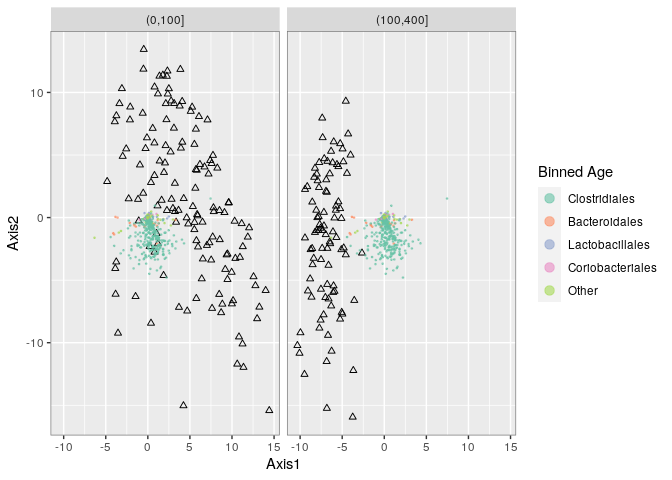 (0,100] (100,400]
10
0
-10
Axis2
-10 -5 0 5 10 15 -10 -5 0 5 10 15
Axis1
Binned Age
Clostridiales
Bacteroidales
Lactobacillales
Coriobacteriales
Other